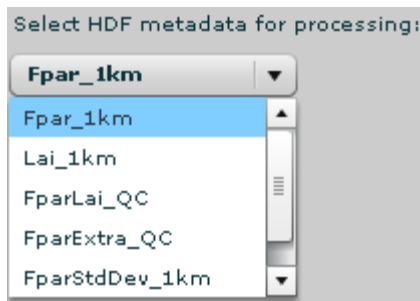 Select HDF metadata for processing:
Fpar_1km
Fpar_1km
Lai_1km
FparLai_QC
FparExtra_QC
FparStdDev_1km